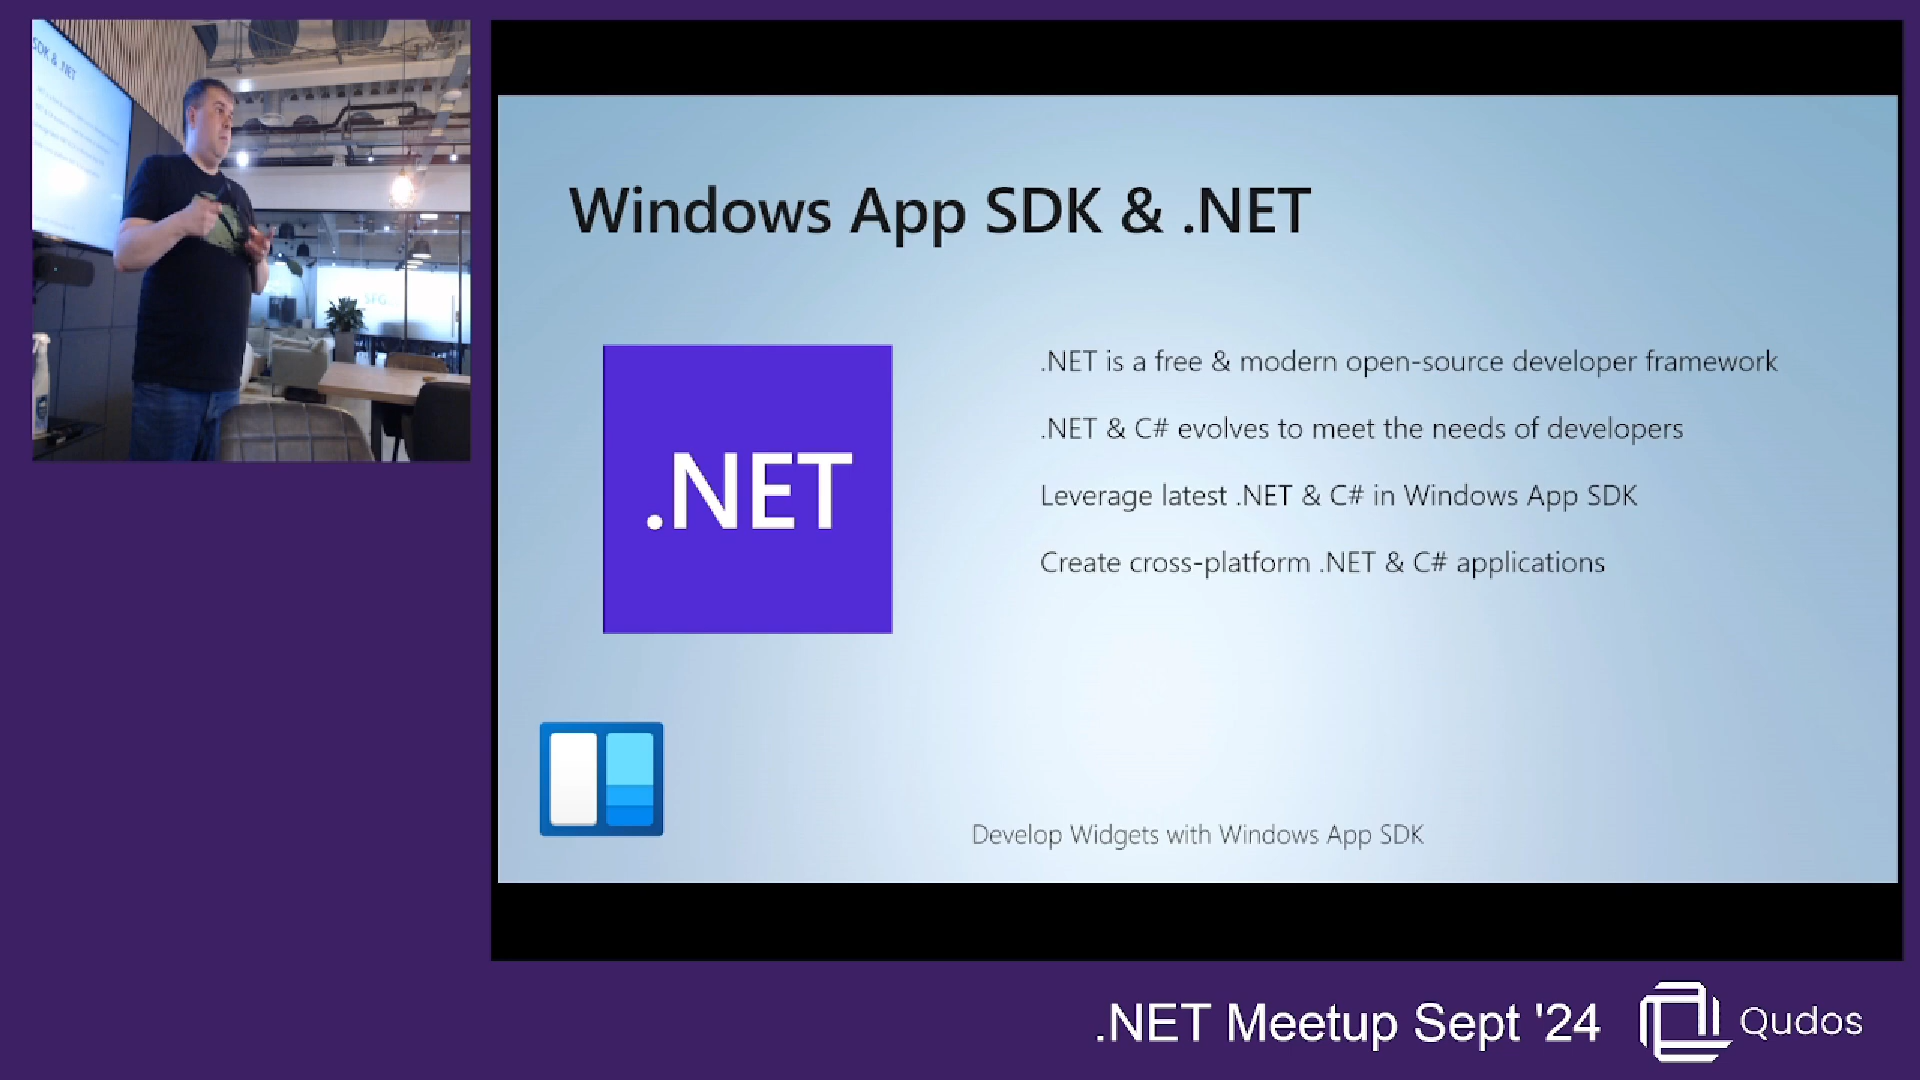 SDK & .NET
Windows App SDK & .NET
.NET
.NET is a free & modern open-source developer framework
.NET & C# evolves to meet the needs of developers
Leverage latest .NET & C# in Windows App SDK
Create cross-platform .NET & C# applications
Develop Widgets with Windows App SDK
.NET Meetup Sept '24
Qudos